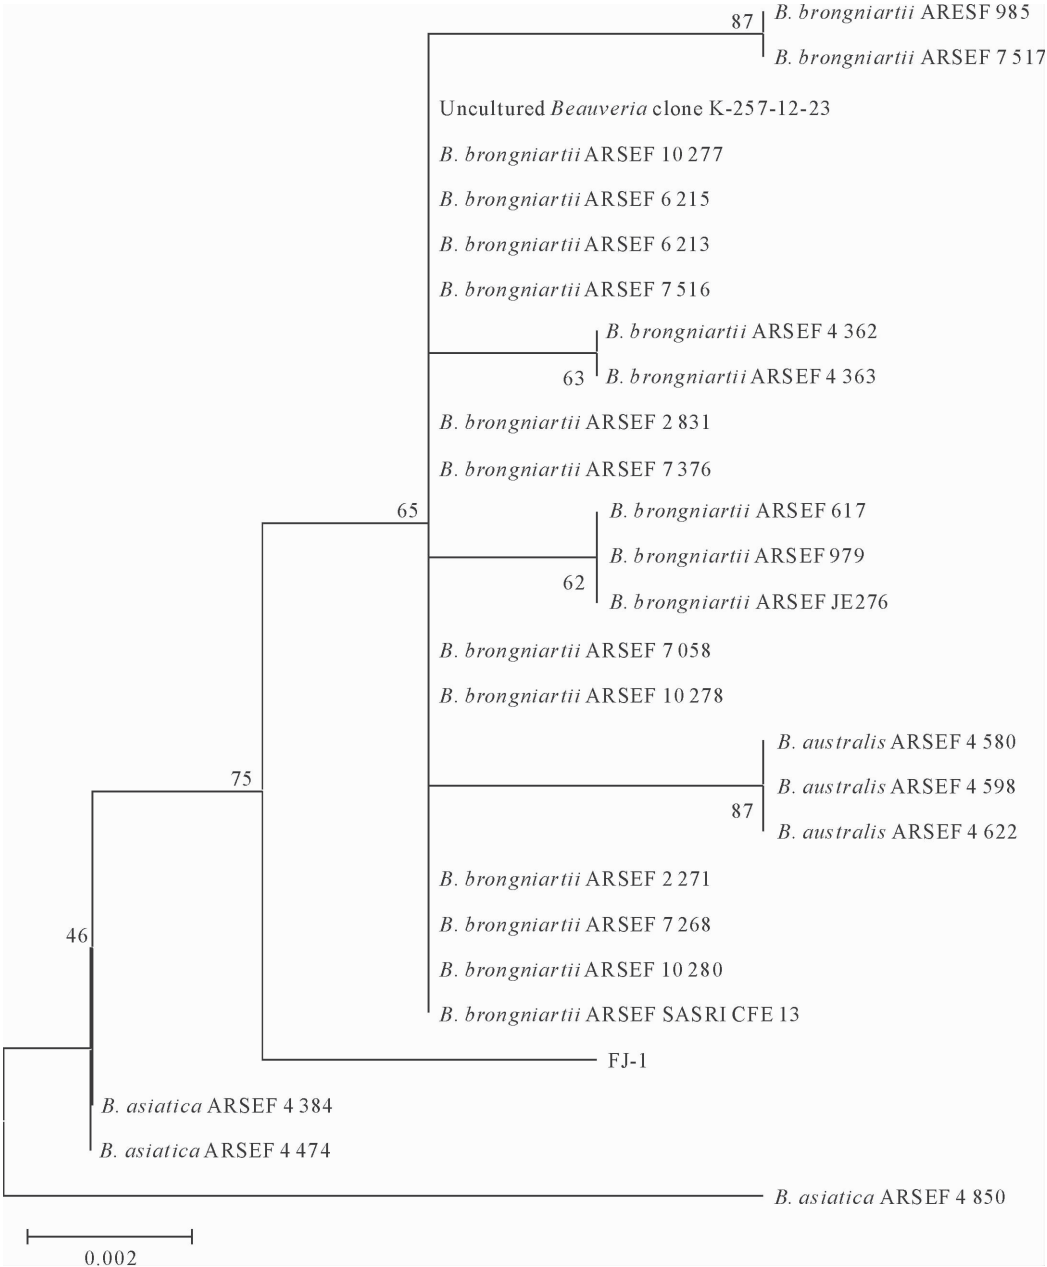 87
B. brongniartii ARESF 985
B. brongniartii ARSEF 7 517
Uncultured Beauveria clone K-257-12-23
B. brongniartii ARSEF 10 277
B. brongniartii ARSEF 6 215
B. brongniartii ARSEF 6 213
B. brongniartii ARSEF 7 516
B. brongniartii ARSEF 4 362
63
B. brongniartii ARSEF 4 363
B. brongniartii ARSEF 2 831
B. brongniartii ARSEF 7 376
65
B. brongniartii ARSEF 617
B. brongniartii ARSEF 979
62
B. brongniartii ARSEF JE276
B. brongniartii ARSEF 7 058
B. brongniartii ARSEF 10 278
B. australis ARSEF 4 580
75
B. australis ARSEF 4 598
87
B. australis ARSEF 4 622
B. brongniartii ARSEF 2 271
B. brongniartii ARSEF 7 268
46
B. brongniartii ARSEF 10 280
B. brongniartii ARSEF SASRI CFE 13
FJ-1
B. asiatica ARSEF 4 384
B. asiatica ARSEF 4 474
B. asiatica ARSEF 4 850
0.002